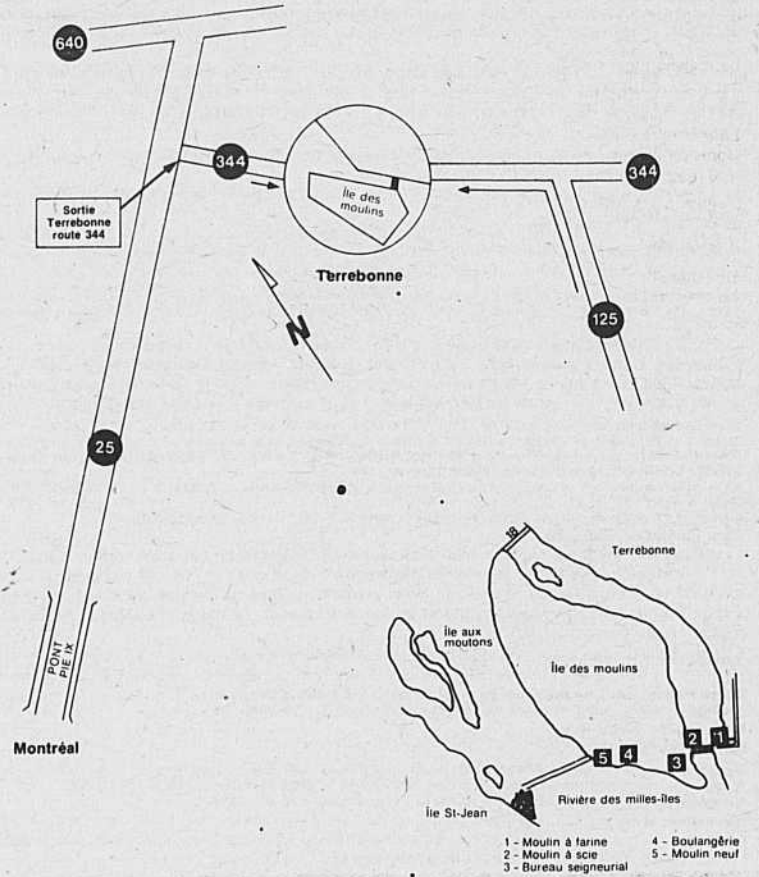 640
344
Sortie
Terrebonne
route 344
Île des
moulins
344
Terrebonne
N
125
25
PONT
PIE IX
Montréal
18
Terrebonne
Île aux
moutons
Île des moulins
2
1
5
4
3
Île St-Jean
Rivière des milles-îles
1 - Moulin à farine
2 - Moulin à scie
3 - Bureau seigneurial
4 - Boulangêrie
5 - Moulin neuf